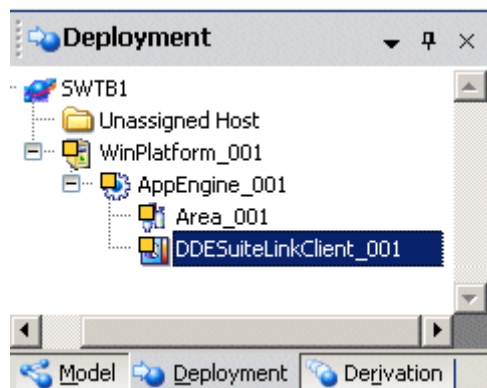 Deployment
SWTB1
Unassigned Host
WinPlatform_001
AppEngine_001
Area_001
DDESuiteLinkClient_001
Model Deployment Derivation